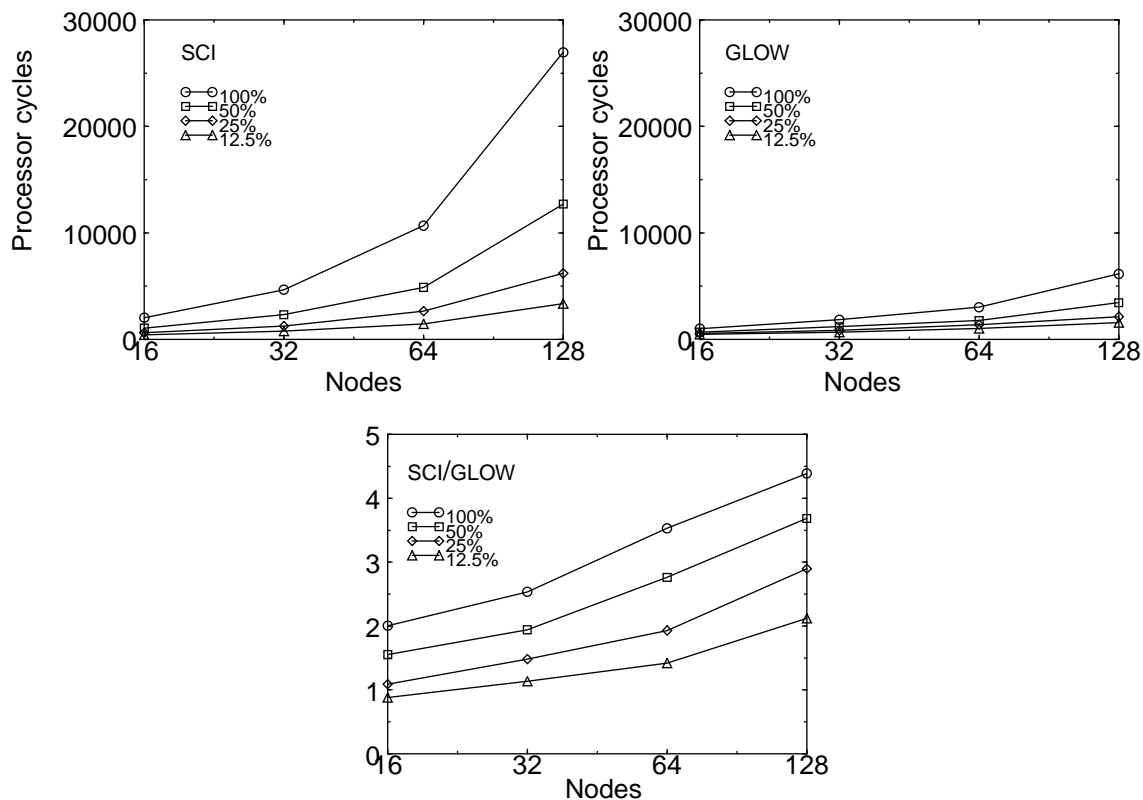 30000
20000
10000
0
Processor cycles
SCI
100%
50%
25%
12.5%
16 32 64 128
Nodes
30000
20000
10000
0
Processor cycles
GLOW
100%
50%
25%
12.5%
16 32 64 128
Nodes
5
4
3
2
1
0
SCI/GLOW
100%
50%
25%
12.5%
16 32 64 128
Nodes